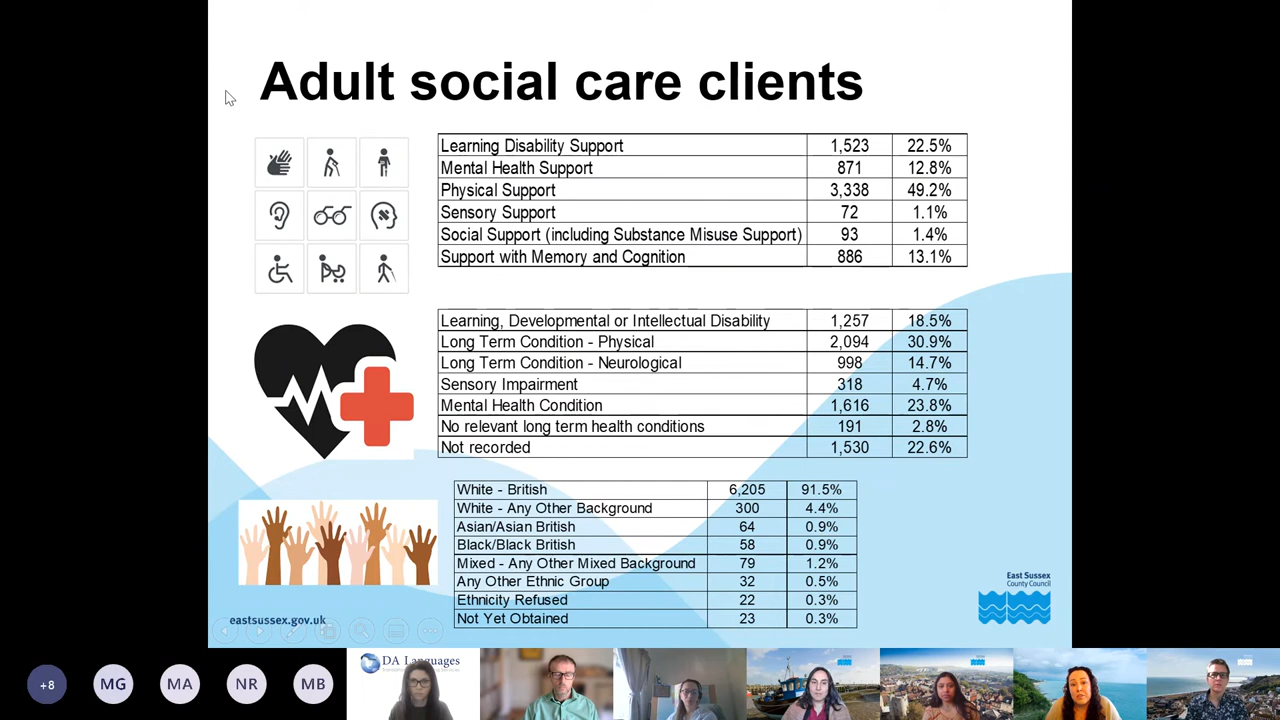 Adult social care clients
Learning Disability Support 1,523 22.5%
Mental Health Support 871 12.8%
Physical Support 3,338 49.2%
Sensory Support 72 1.1%
Social Support (including Substance Misuse Support) 93 1.4%
Support with Memory and Cognition 886 13.1%
Learning, Developmental or Intellectual Disability 1,257 18.5%
Long Term Condition - Physical 2,094 30.9%
Long Term Condition - Neurological 998 14.7%
Sensory Impairment 318 4.7%
Mental Health Condition 1,616 23.8%
No relevant long term health conditions 191 2.8%
Not recorded 1,530 22.6%
White - British 6,205 91.5%
White - Any Other Background 300 4.4%
Asian/Asian British 64 0.9%
Black/Black British 58 0.9%
Mixed - Any Other Mixed Background 79 1.2%
Any Other Ethnic Group 32 0.5%
Ethnicity Refused 22 0.3%
Not Yet Obtained 23 0.3%
eastsussex.gov.uk
East Sussex
County Council
+8 MG MA NR MB
DA Languages